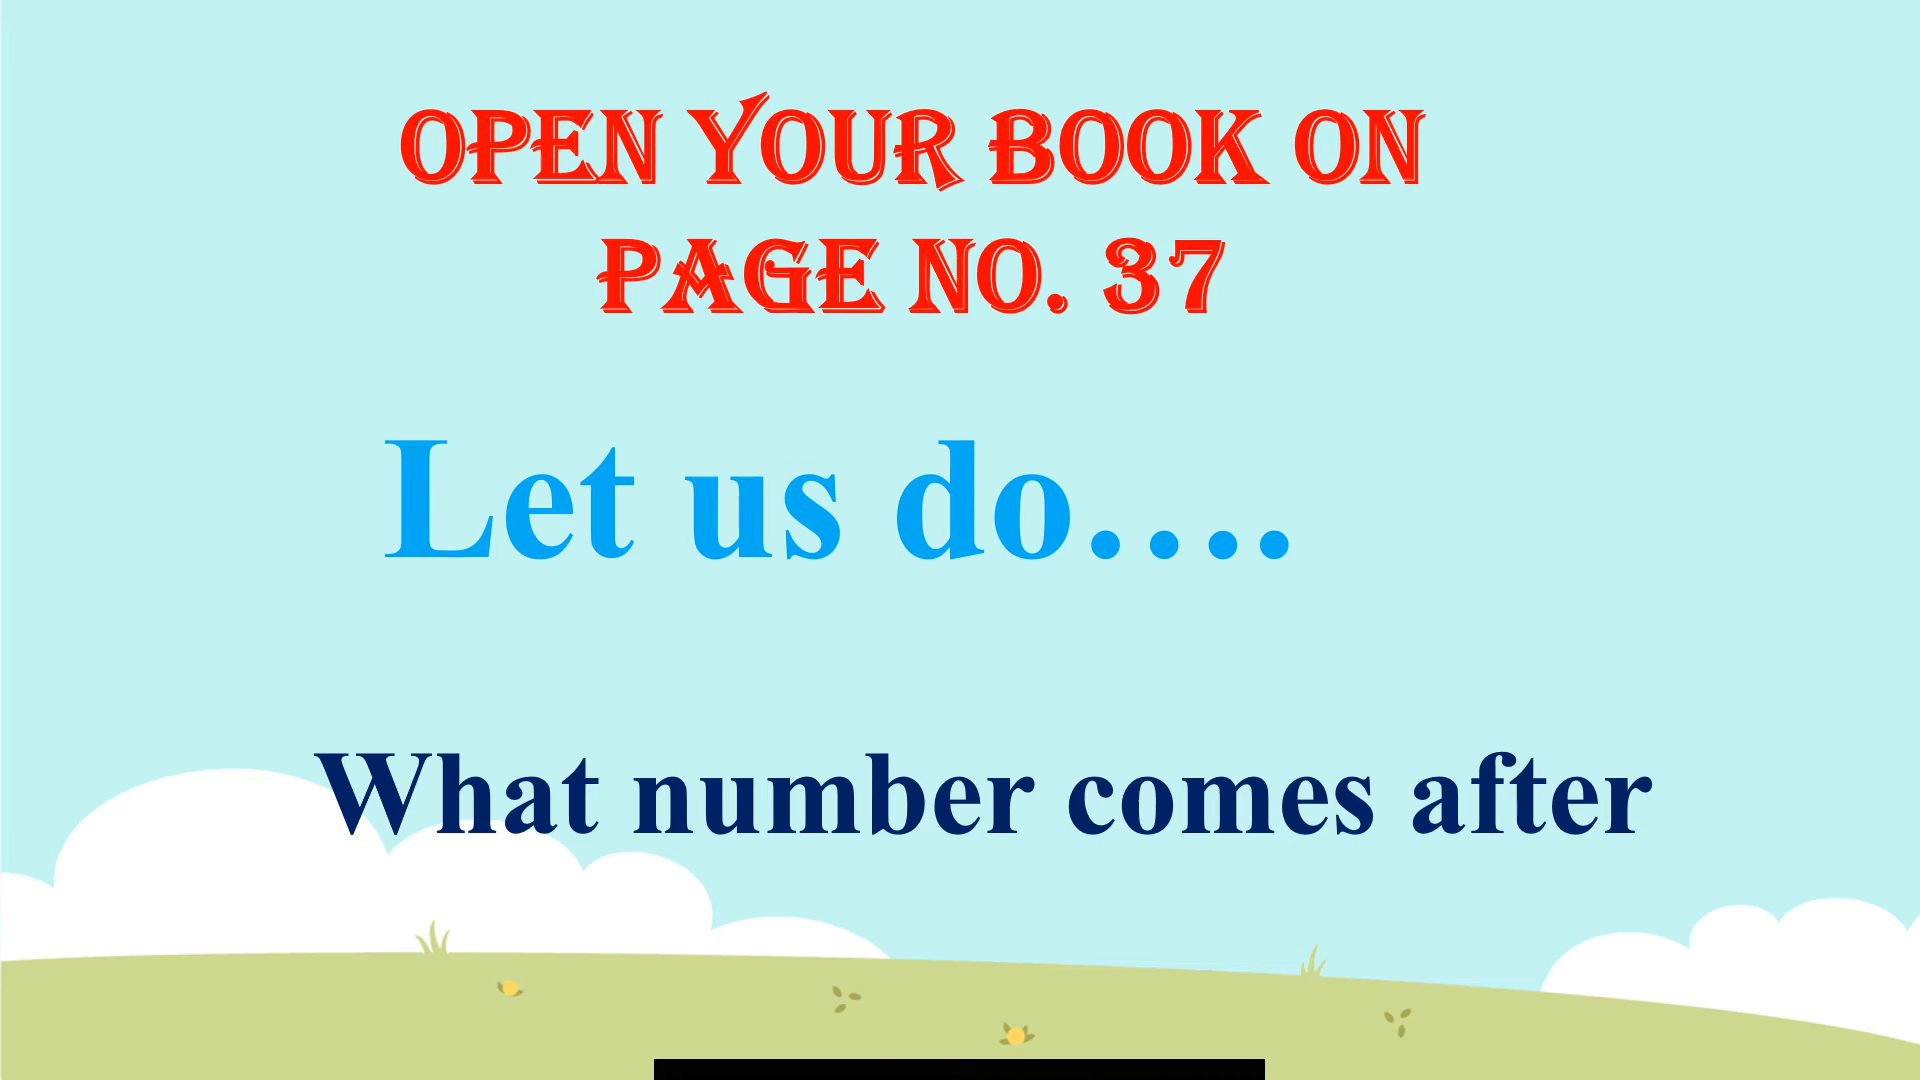 OPEN YOUR BOOK ON
PAGE NO. 37
Let us do....
What number comes after